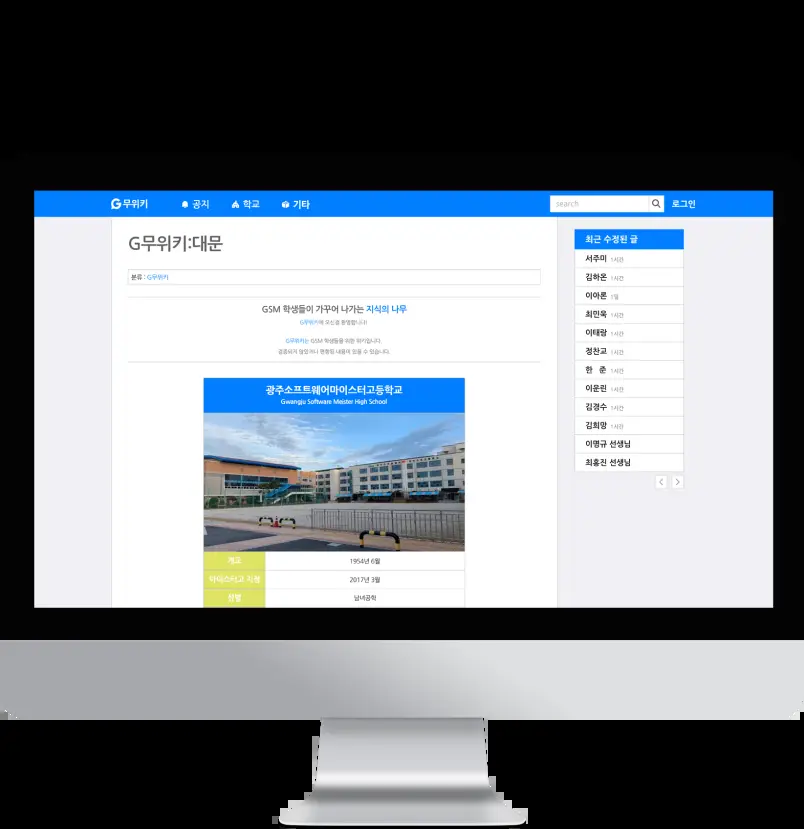 G무위키 공지 학교 기타 search 로그인
G무위키:대문
분류 : G무위키
GSM 학생들이 가꾸어 나가는 지식의 나무
G무위키에 오신걸 환영합니다!
G무위키는 GSM 학생들을 위한 위키입니다.
검증되지 않았거나 편향된 내용이 있을 수 있습니다.
광주소프트웨어마이스터고등학교
Gwangju Software Meister High School
개교 1954년 6월
마이스터고 지정 2017년 3월
성별 남녀공학
최근 수정된 글
서주미 1시간
김하온 1시간
이아론 1일
최민욱 1시간
이태랑 1시간
정찬교 1시간
한 준 1시간
이운린 1시간
김경수 1시간
김희망 1시간
이명규 선생님
최홍진 선생님